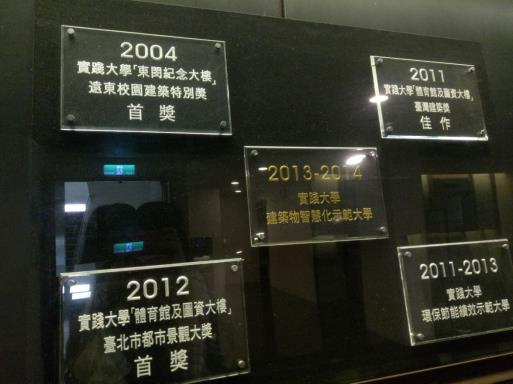 2004
實踐大學「東閔紀念大樓」
遠東校園建築特別獎
首獎
2011
實踐大學「體育館及圖資大樓」
臺灣建築獎
佳作
2013-2014
實踐大學
建築物智慧化示範大學
2012
實踐大學「體育館及圖資大樓」
臺北市都市景觀大獎
首獎
2011-2013
實踐大學
環保節能績效示範大學